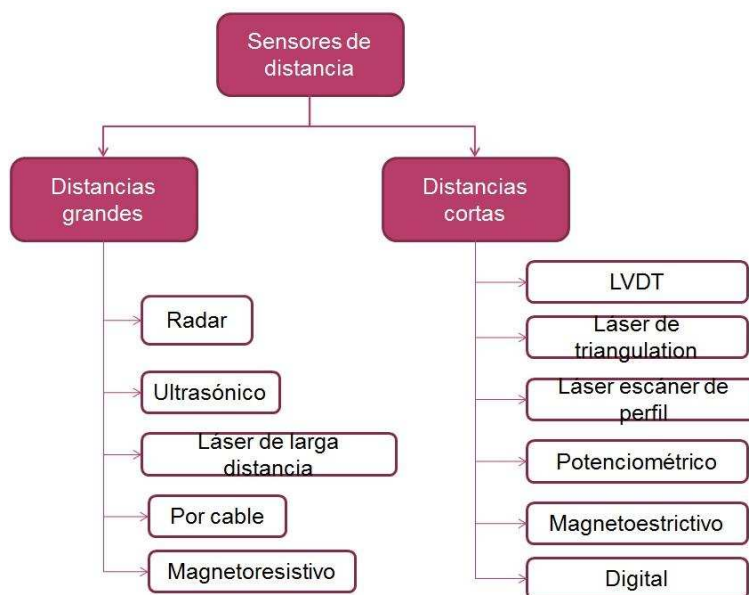 Sensores de
distancia
Distancias
grandes
Distancias
cortas
Radar
Ultrasónico
Láser de larga
distancia
Por cable
Magnetoresistivo
LVDT
Láser de
triangulation
Láser escáner de
perfil
Potenciométrico
Magnetoestrictivo
Digital